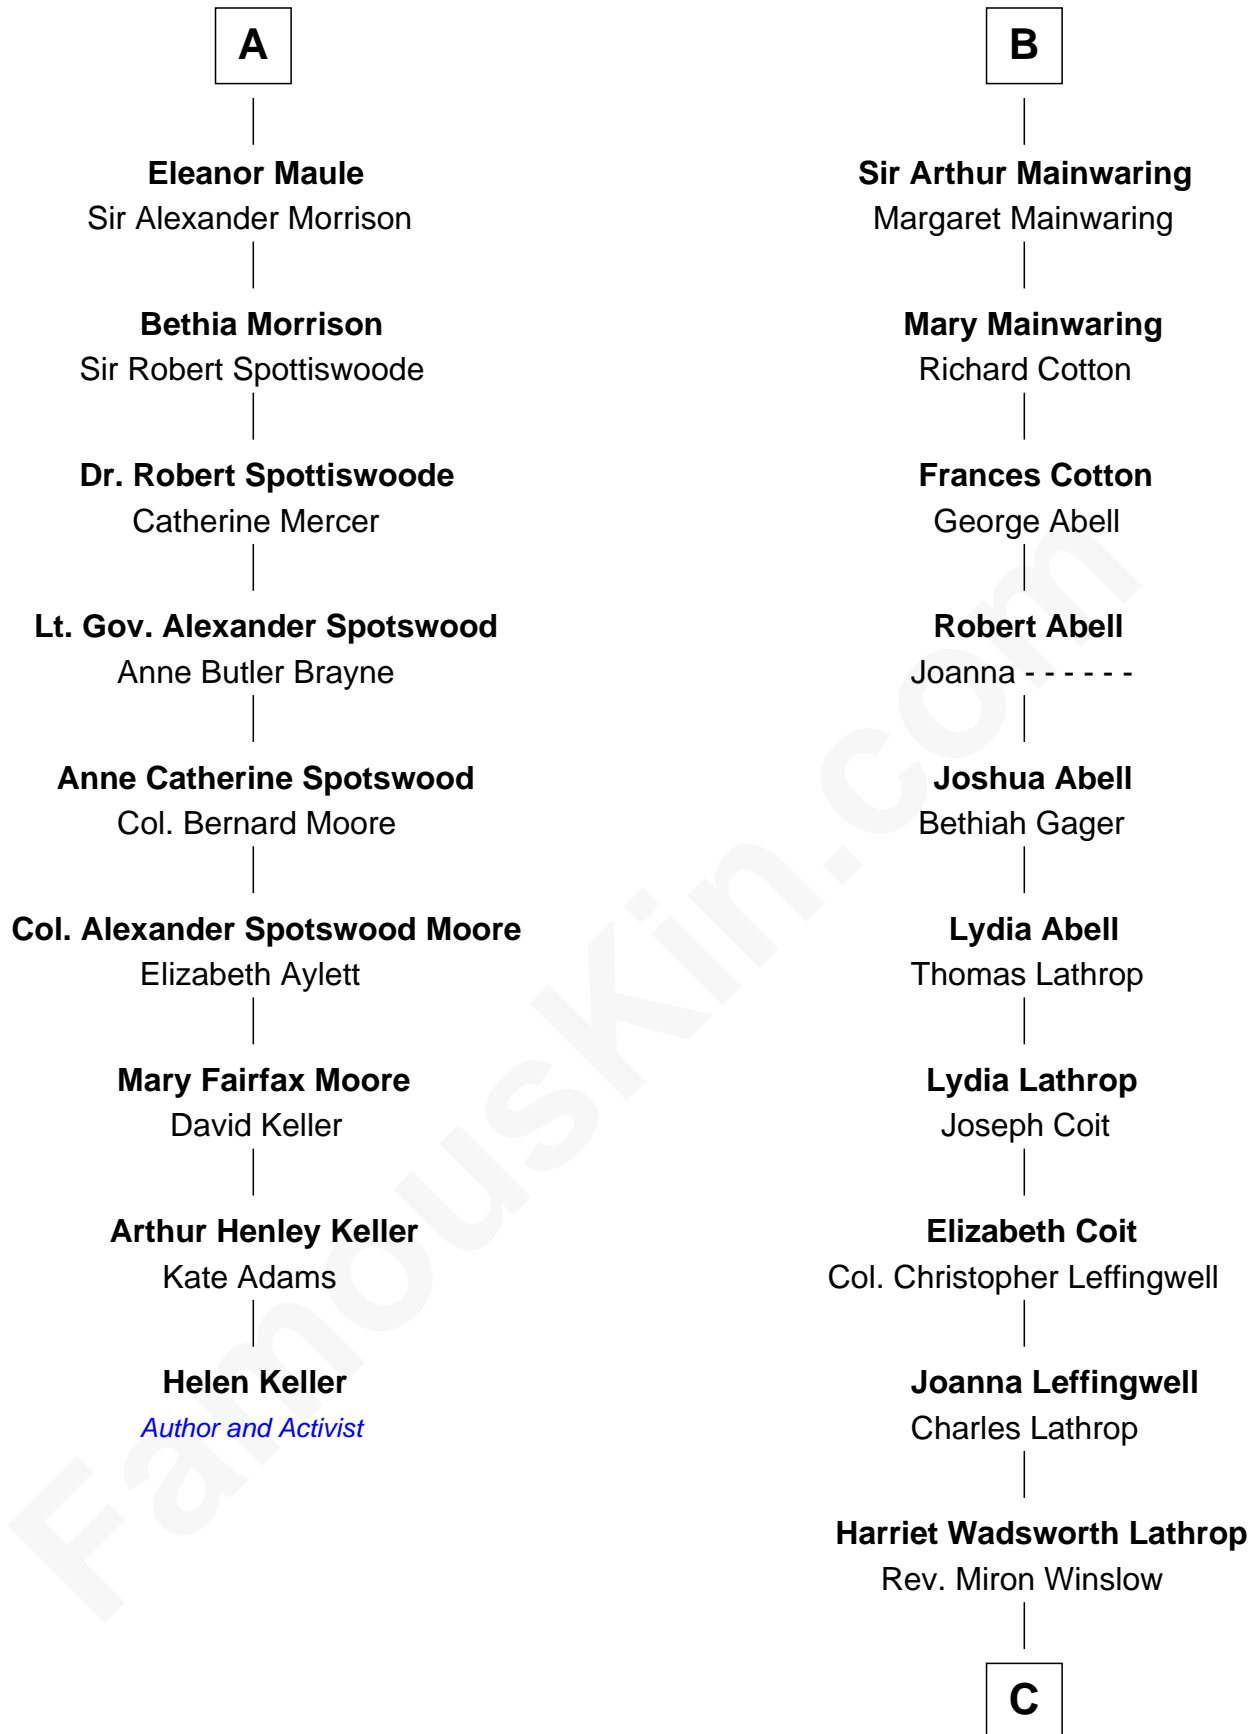 A
Eleanor Maule
Sir Alexander Morrison
Bethia Morrison
Sir Robert Spottiswoode
Dr. Robert Spottiswoode
Catherine Mercer
Lt. Gov. Alexander Spotswood
Anne Butler Brayne
Anne Catherine Spotswood
Col. Bernard Moore
Col. Alexander Spotswood Moore
Elizabeth Aylett
Mary Fairfax Moore
David Keller
Arthur Henley Keller
Kate Adams
Helen Keller
Author and Activist
B
Sir Arthur Mainwaring
Margaret Mainwaring
Mary Mainwaring
Richard Cotton
Frances Cotton
George Abell
Robert Abell
Joanna - - - - - -
Joshua Abell
Bethiah Gager
Lydia Abell
Thomas Lathrop
Lydia Lathrop
Joseph Coit
Elizabeth Coit
Col. Christopher Leffingwell
Joanna Leffingwell
Charles Lathrop
Harriet Wadsworth Lathrop
Rev. Miron Winslow
C
FamousKin.com